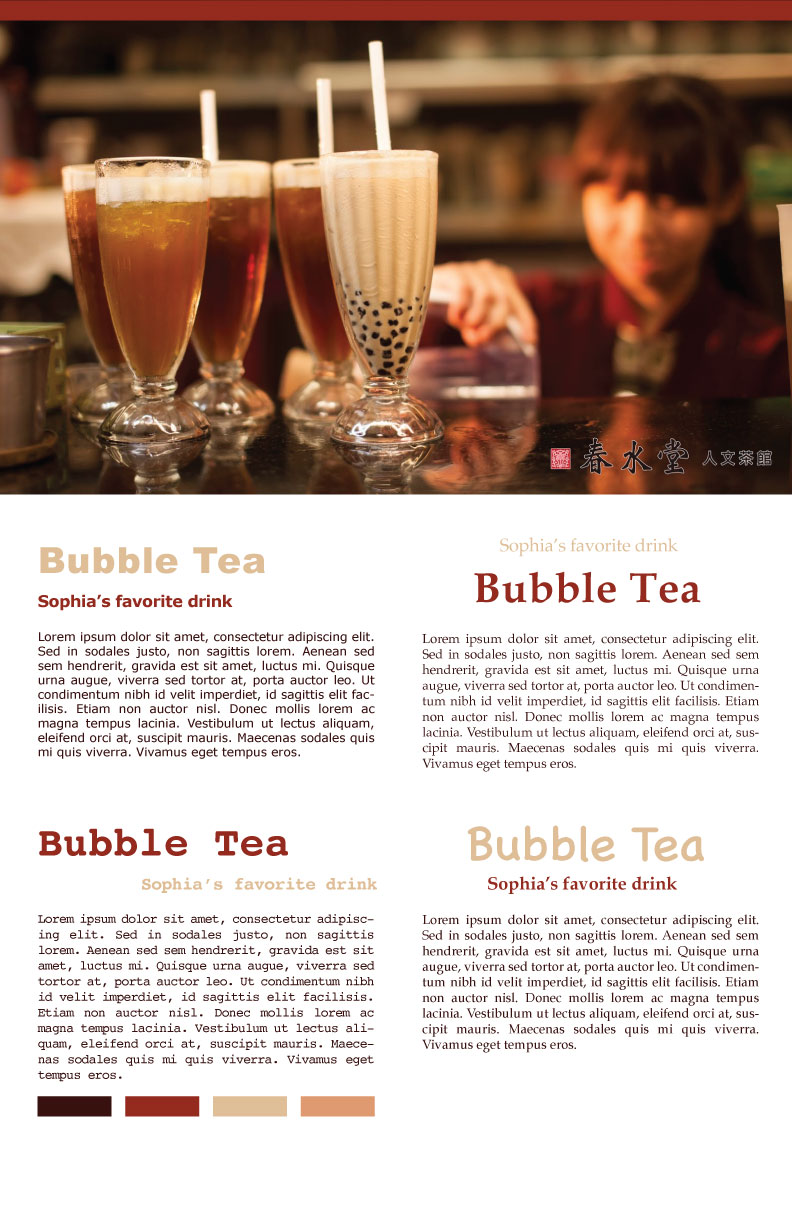 春水堂 人文茶館
Bubble Tea
Sophia's favorite drink
Lorem ipsum dolor sit amet, consectetur adipiscing elit.
Sed in sodales justo, non sagittis lorem. Aenean sed
sem hendrerit, gravida est sit amet, luctus mi. Quisque
urna augue, viverra sed tortor at, porta auctor leo. Ut
condimentum nibh id velit imperdiet, id sagittis elit fac-
ilisis. Etiam non auctor nisl. Donec mollis lorem ac
magna tempus lacinia. Vestibulum ut lectus aliquam,
eleifend orci at, suscipit mauris. Maecenas sodales quis
mi quis viverra. Vivamus eget tempus eros.
Sophia's favorite drink
Bubble Tea
Lorem ipsum dolor sit amet, consectetur adipiscing elit.
Sed in sodales justo, non sagittis lorem. Aenean sed sem
hendrerit, gravida est sit amet, luctus mi. Quisque urna
augue, viverra sed tortor at, porta auctor leo. Ut condimen-
tum nibh id velit imperdiet, id sagittis elit facilisis. Etiam
non auctor nisl. Donec mollis lorem ac magna tempus
lacinia. Vestibulum ut lectus aliquam, eleifend orci at, sus-
cipit mauris. Maecenas sodales quis mi quis viverra.
Vivamus eget tempus eros.
Bubble Tea
Sophia's favorite drink
Lorem ipsum dolor sit amet, consectetur adipisc-
ing elit. Sed in sodales justo, non sagittis
lorem. Aenean sed sem hendrerit, gravida est sit
amet, luctus mi. Quisque urna augue, viverra sed
tortor at, porta auctor leo. Ut condimentum nibh
id velit imperdiet, id sagittis elit facilisis.
Etiam non auctor nisl. Donec mollis lorem ac
magna tempus lacinia. Vestibulum ut lectus ali-
quam, eleifend orci at, suscipit mauris. Maece-
nas sodales quis mi quis viverra. Vivamus eget
tempus eros.
Bubble Tea
Sophia's favorite drink
Lorem ipsum dolor sit amet, consectetur adipiscing elit.
Sed in sodales justo, non sagittis lorem. Aenean sed sem
hendrerit, gravida est sit amet, luctus mi. Quisque urna
augue, viverra sed tortor at, porta auctor leo. Ut condimen-
tum nibh id velit imperdiet, id sagittis elit facilisis. Etiam
non auctor nisl. Donec mollis lorem ac magna tempus
lacinia. Vestibulum ut lectus aliquam, eleifend orci at, sus-
cipit mauris. Maecenas sodales quis mi quis viverra.
Vivamus eget tempus eros.